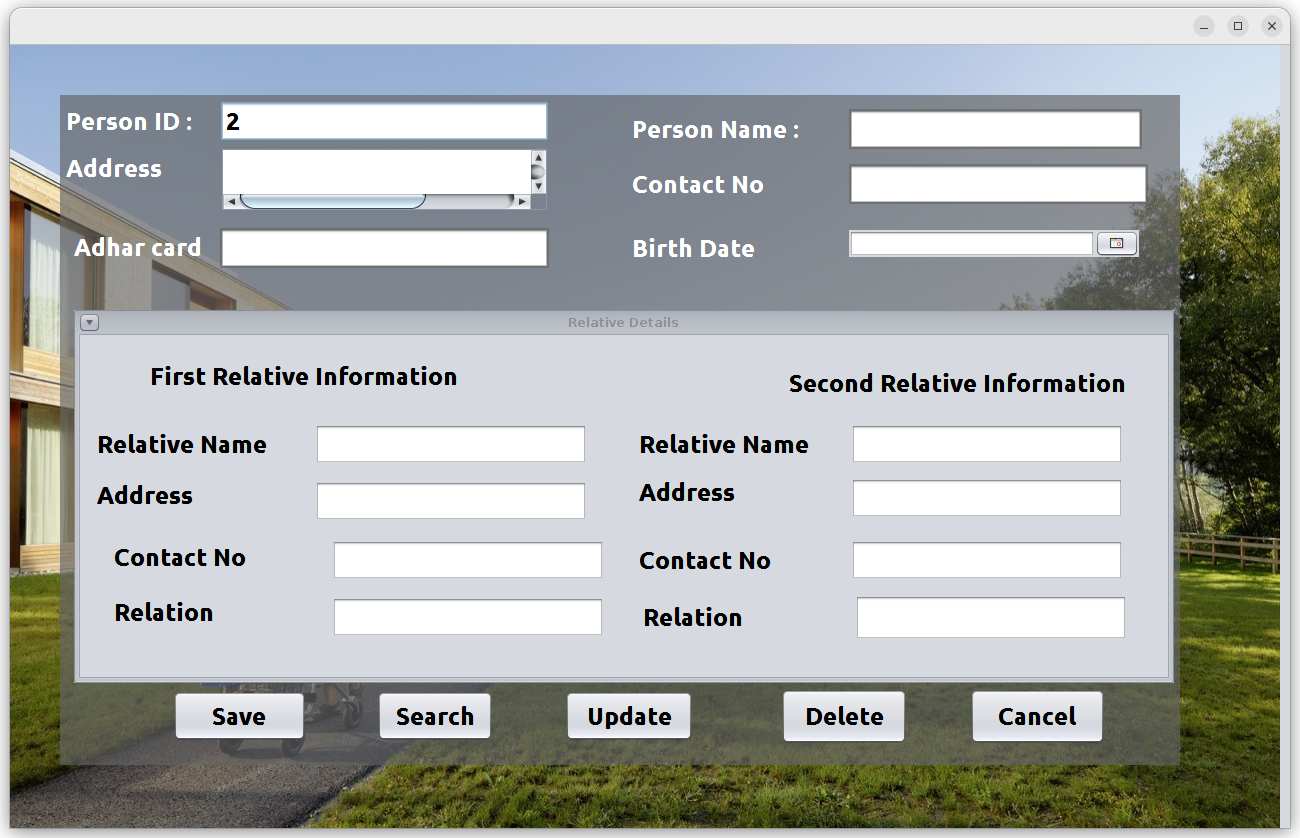 Person ID : 2
Person Name :
Address
Contact No
Adhar card
Birth Date
Relative Details
First Relative Information
Second Relative Information
Relative Name
Relative Name
Address
Address
Contact No
Contact No
Relation
Relation
Save Search Update Delete Cancel